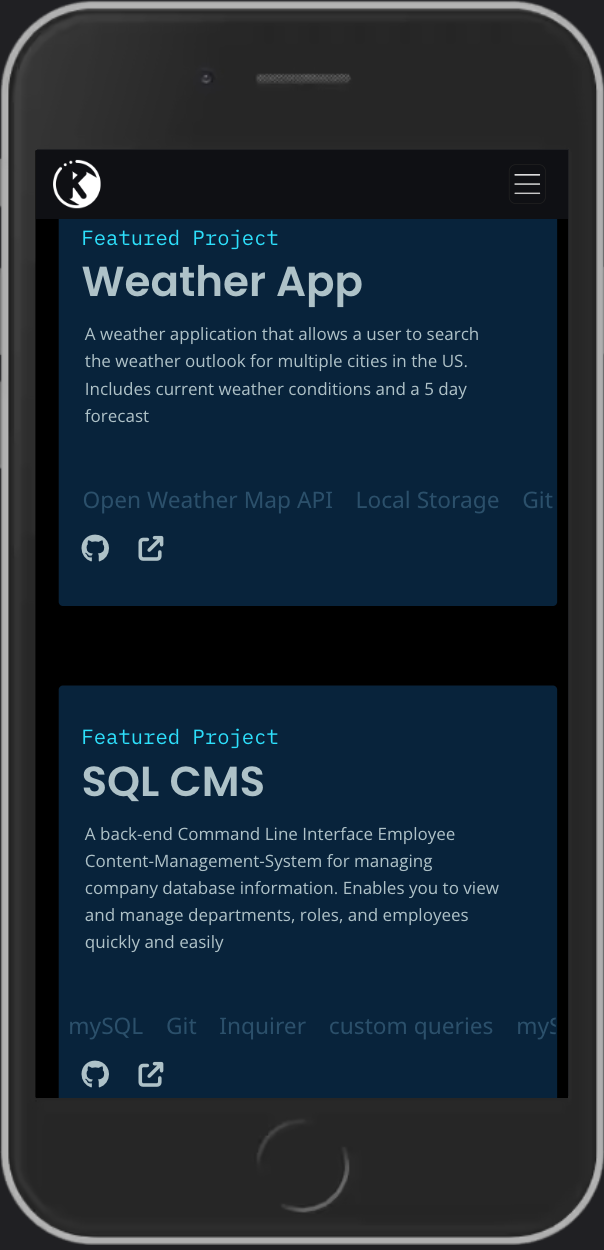 K
Featured Project
Weather App
A weather application that allows a user to search
the weather outlook for multiple cities in the US.
Includes current weather conditions and a 5 day
forecast
Open Weather Map API Local Storage Git
Featured Project
SQL CMS
A back-end Command Line Interface Employee
Content-Management-System for managing
company database information. Enables you to view
and manage departments, roles, and employees
quickly and easily
mySQL Git Inquirer custom queries myS